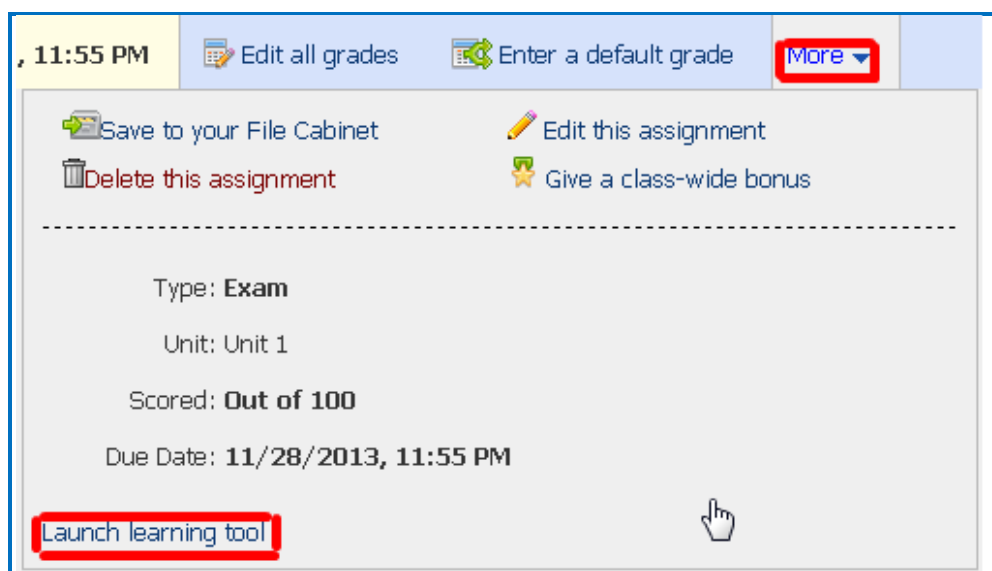 , 11:55 PM Edit all grades Enter a default grade More
Save to your File Cabinet Edit this assignment
Delete this assignment Give a class-wide bonus
Type: Exam
Unit: Unit 1
Scored: Out of 100
Due Date: 11/28/2013, 11:55 PM
Launch learning tool